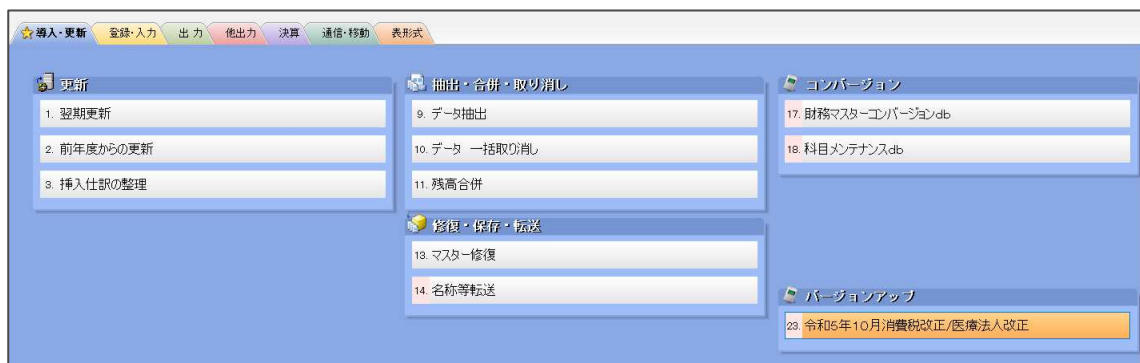 導入・更新 登録・入力 出力 他出力 決算 通信・移動 表形式
更新
1. 翌期更新
2. 前年度からの更新
3. 挿入仕訳の整理
抽出・合併・取り消し
9. データ抽出
10. データ 一括取り消し
11. 残高合併
修復・保存・転送
13. マスター修復
14. 名称等転送
コンバージョン
17. 財務マスターコンバージョンdb
18. 科目メンテナンスdb
バージョンアップ
23. 令和5年10月消費税改正/医療法人改正